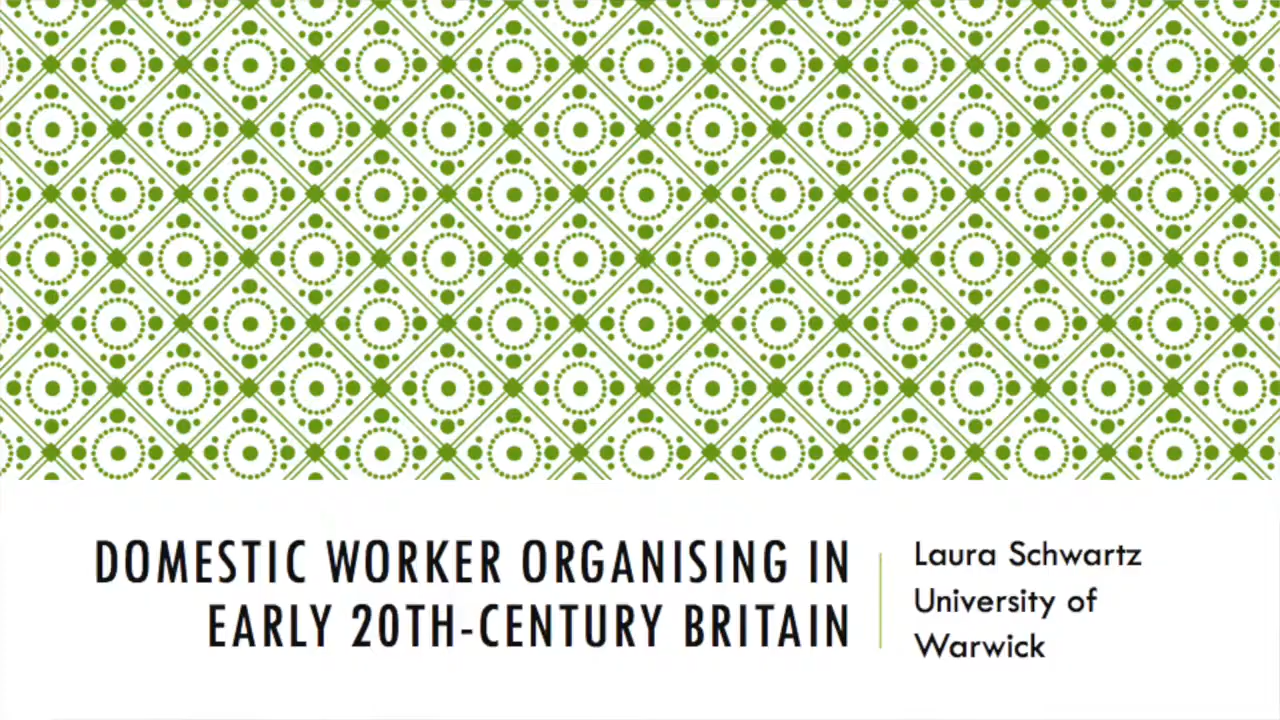 DOMESTIC WORKER ORGANISING IN
EARLY 20TH-CENTURY BRITAIN
Laura Schwartz
University of
Warwick